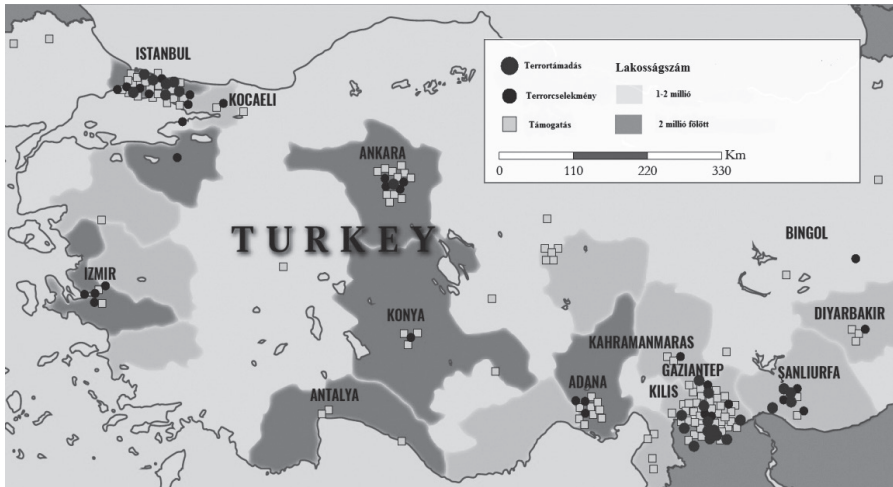 ISTANBUL
KOCAELI
Terrortámadás
Terrorcselekmény
Támogatás
Lakosságszám
1-2 millió
2 millió fölött
Km
0 110 220 330
ANKARA
TURKEY
BINGOL
IZMIR
KONYA
DIYARBAKIR
KAHRAMANMARAS
GAZIANTEP
SANLIURFA
ADANA
KILIS
ANTALYA